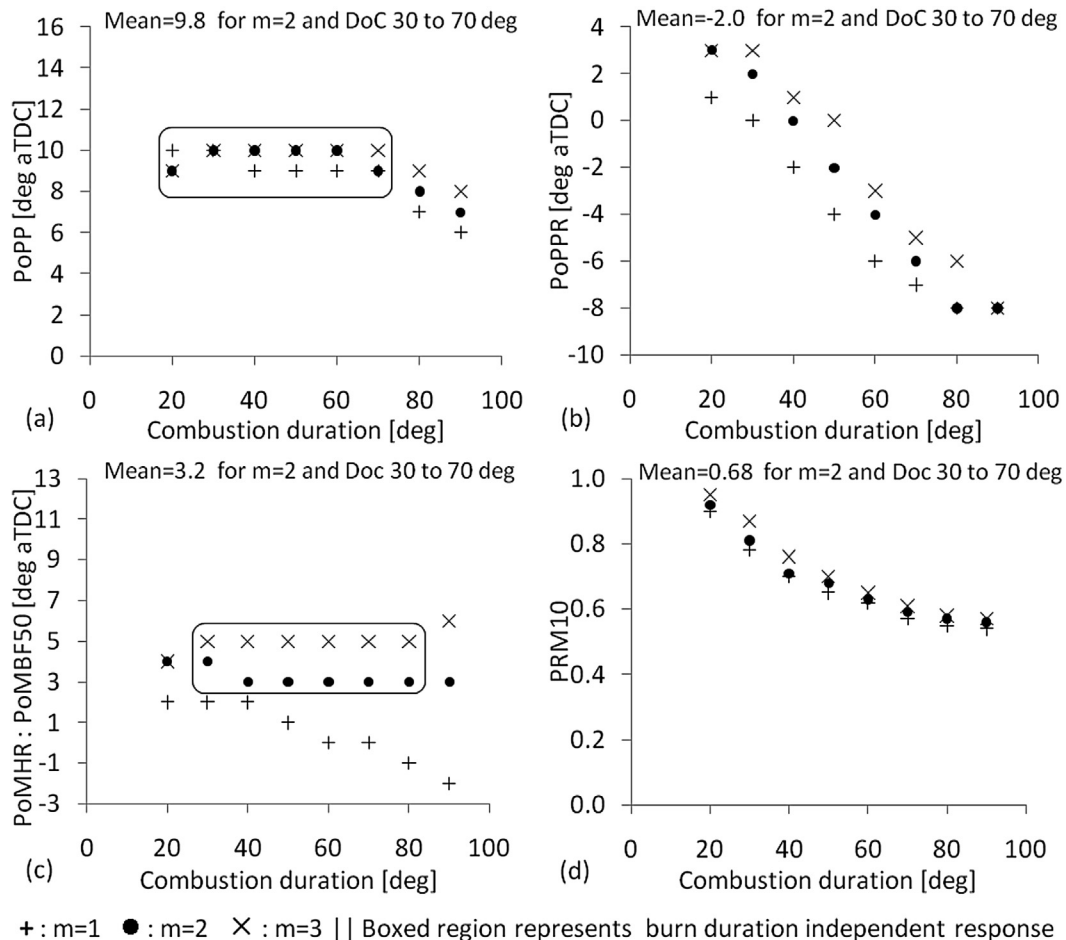 Mean=9.8 for m=2 and DoC 30 to 70 deg
PoPP [deg aTDC]
16
14
12
10
8
6
4
2
0
0 20 40 60 80 100
(a)
Combustion duration [deg]
Mean=-2.0 for m=2 and DoC 30 to 70 deg
PoPPR [deg aTDC]
4
2
0
-2
-4
-6
-8
-10
0 20 40 60 80 100
(b)
Combustion duration [deg]
Mean=3.2 for m=2 and Doc 30 to 70 deg
PoMHR : PoMBF50 [deg aTDC]
13
11
9
7
5
3
1
-1
-3
0 20 40 60 80 100
(c)
Combustion duration [deg]
Mean=0.68 for m=2 and Doc 30 to 70 deg
PRM10
1.0
0.8
0.6
0.4
0.2
0.0
0 20 40 60 80 100
(d)
Combustion duration [deg]
+ : m=1 ● : m=2 × : m=3 || Boxed region represents burn duration independent response